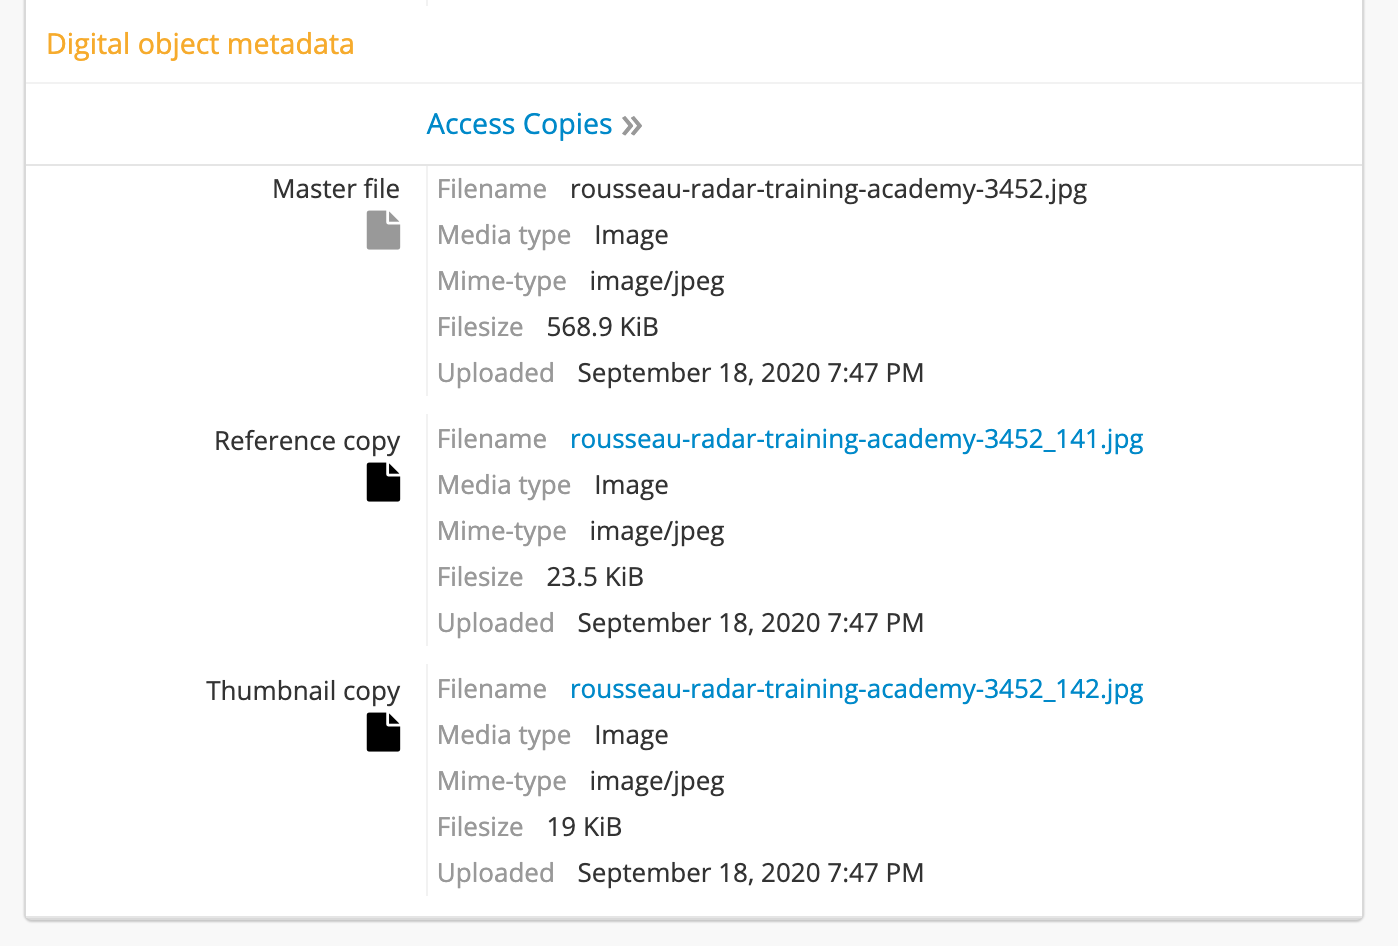 Digital object metadata
Access Copies »
Master file
Filename rousseau-radar-training-academy-3452.jpg
Media type Image
Mime-type image/jpeg
Filesize 568.9 KiB
Uploaded September 18, 2020 7:47 PM
Reference copy
Filename rousseau-radar-training-academy-3452_141.jpg
Media type Image
Mime-type image/jpeg
Filesize 23.5 KiB
Uploaded September 18, 2020 7:47 PM
Thumbnail copy
Filename rousseau-radar-training-academy-3452_142.jpg
Media type Image
Mime-type image/jpeg
Filesize 19 KiB
Uploaded September 18, 2020 7:47 PM